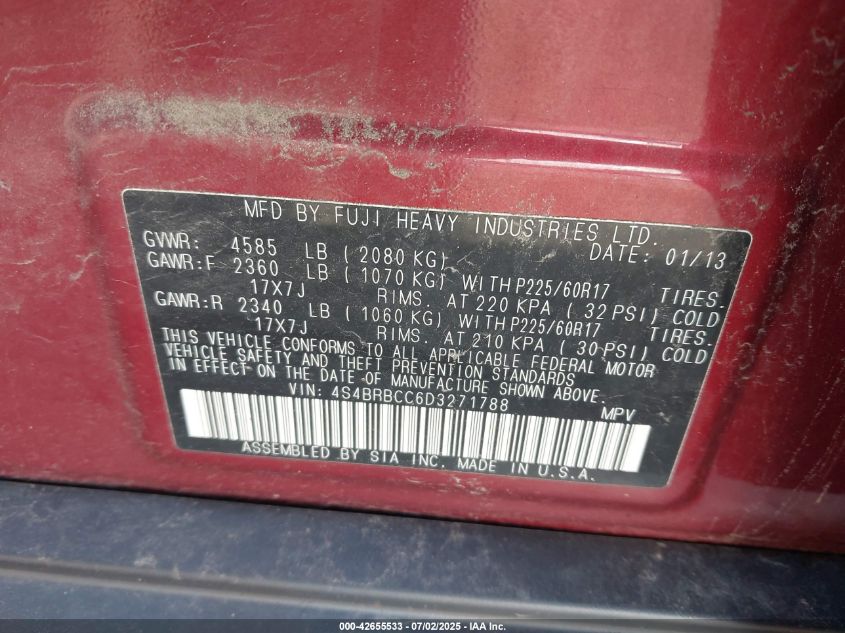 MFD BY FUJI HEAVY INDUSTRIES LTD.
GVWR: 4585 LB ( 2080 KG) DATE: 01/13
GAWR:F 2360 LB ( 1070 KG) WITH P225/60R17 TIRES.
17X7J RIMS. AT 220 KPA ( 32 PSI) COLD
GAWR:R 2340 LB ( 1060 KG) WITH P225/60R17 TIRES.
17X7J RIMS. AT 210 KPA ( 30 PSI) COLD
THIS VEHICLE CONFORMS TO ALL APPLICABLE FEDERAL MOTOR
VEHICLE SAFETY AND THEFT PREVENTION STANDARDS
IN EFFECT ON THE DATE OF MANUFACTURE SHOWN ABOVE.
VIN: 4S4BRBCC6D3271788 MPV
ASSEMBLED BY SIA INC. MADE IN U.S.A.
000-42655533 - 07/02/2025 - IAA Inc.